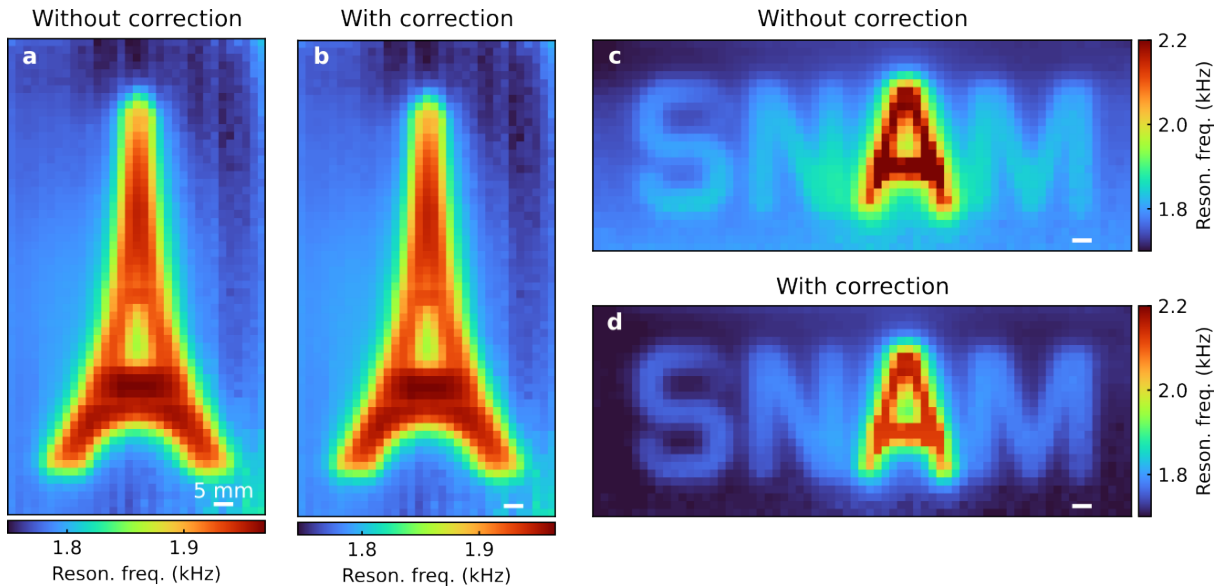 Without correction
a
5 mm
1.8 1.9
Reson. freq. (kHz)
With correction
b
1.8 1.9
Reson. freq. (kHz)
Without correction
c
SNAM
2.2
2.0
1.8
Reson. freq. (kHz)
With correction
d
SNAM
2.2
2.0
1.8
Reson. freq. (kHz)